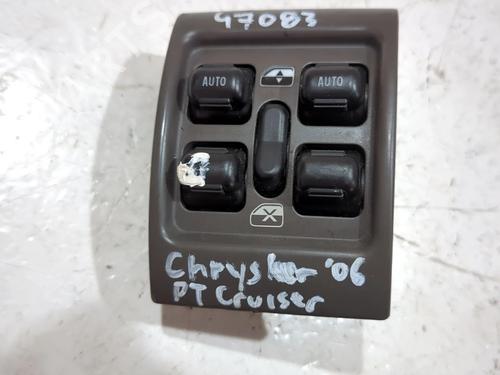 47083
AUTO AUTO
Chrysler '06
PT Cruiser